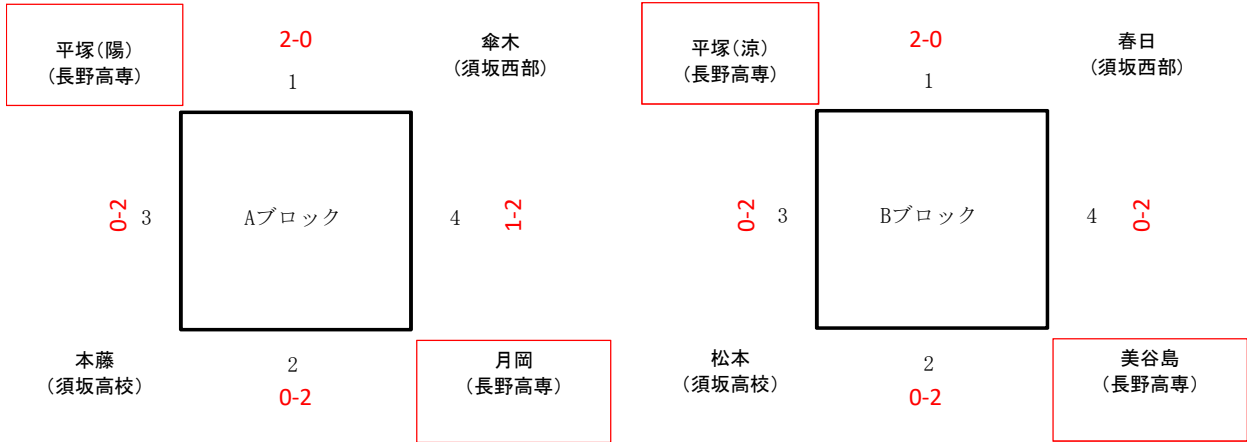 平塚(陽)
(長野高専)
2-0
1
傘木
(須坂西部)
0-2
3
Aブロック
4
1-2
本藤
(須坂高校)
2
0-2
月岡
(長野高専)
平塚(涼)
(長野高専)
2-0
1
春日
(須坂西部)
0-2
3
Bブロック
4
0-2
松本
(須坂高校)
2
0-2
美谷島
(長野高専)